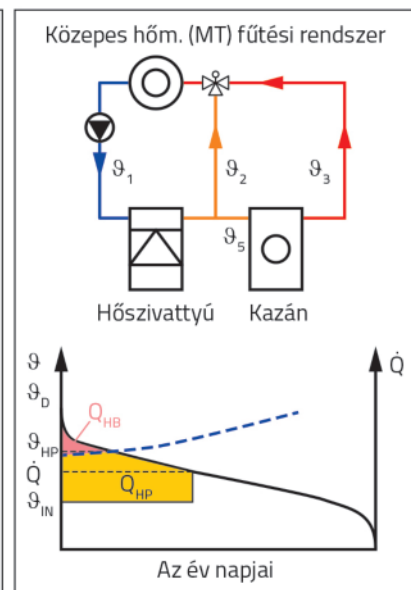 Közepes hőm. (MT) fűtési rendszer
ϑ1
ϑ2
ϑ3
ϑ5
Hőszivattyú
Kazán
ϑ
Q̇
ϑD
QHB
ϑHP
Q̇
QHP
ϑIN
Az év napjai